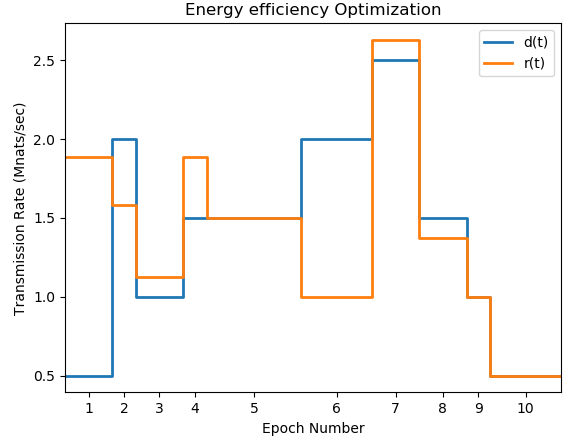 Energy efficiency Optimization
d(t)
r(t)
Transmission Rate (Mnats/sec)
2.5
2.0
1.5
1.0
0.5
1 2 3 4 5 6 7 8 9 10
Epoch Number